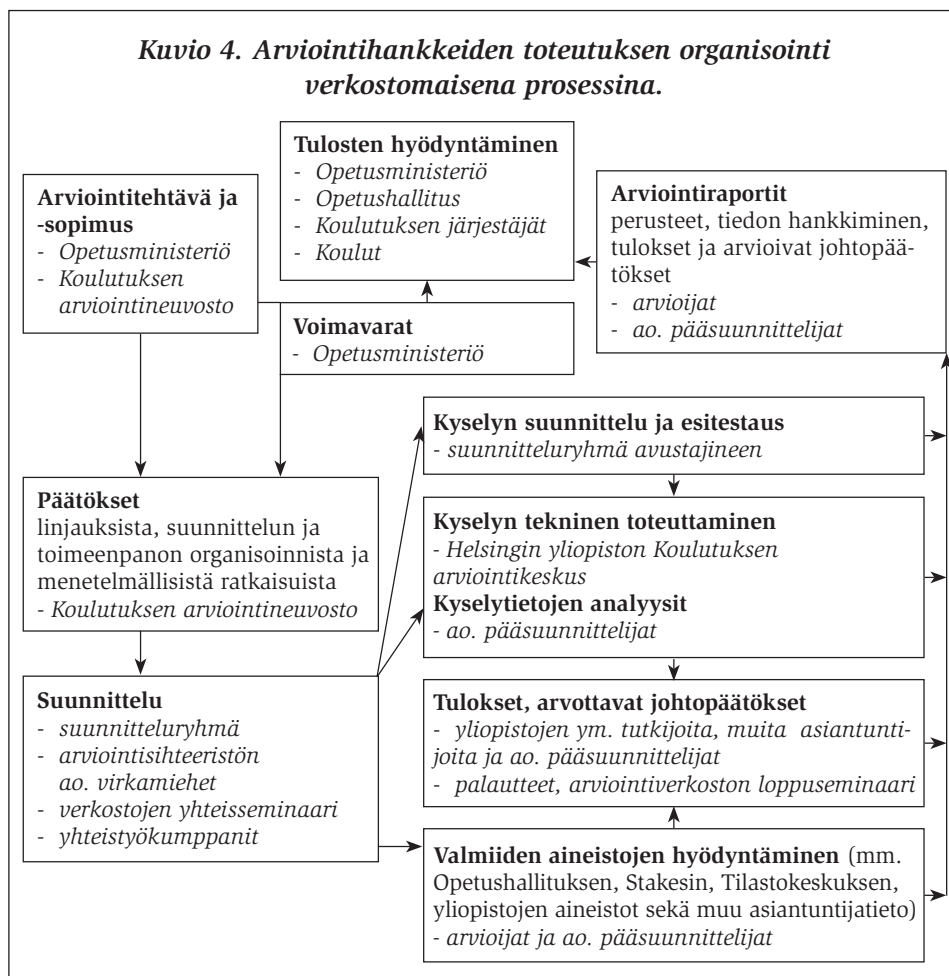 Kuvio 4. Arviointihankkeiden toteutuksen organisointi
verkostomaisena prosessina.
Arviointitehtävä ja
-sopimus
- Opetusministeriö
- Koulutuksen
arviointineuvosto
Tulosten hyödyntäminen
- Opetusministeriö
- Opetushallitus
- Koulutuksen järjestäjät
- Koulut
Arviointiraportit
perusteet, tiedon hankkiminen,
tulokset ja arvioivat johtopää-
tökset
- arvioijat
- ao. pääsuunnittelijat
Voimavarat
- Opetusministeriö
Päätökset
linjauksista, suunnittelun ja
toimeenpanon organisoinnista ja
menetelmällisistä ratkaisuista
- Koulutuksen arviointineuvosto
Suunnittelu
- suunnitteluryhmä
- arviointisihteeristön
ao. virkamiehet
- verkostojen yhteisseminaari
- yhteistyökumppanit
Kyselyn suunnittelu ja esitestaus
- suunnitteluryhmä avustajineen
Kyselyn tekninen toteuttaminen
- Helsingin yliopiston Koulutuksen
arviointikeskus
Kyselytietojen analyysit
- ao. pääsuunnittelijat
Tulokset, arvottavat johtopäätökset
- yliopistojen ym. tutkijoita, muita asiantunti-
joita ja ao. pääsuunnittelijat
- palautteet, arviointiverkoston loppuseminaari
Valmiiden aineistojen hyödyntäminen (mm.
Opetushallituksen, Stakesin, Tilastokeskuksen,
yliopistojen aineistot sekä muu asiantuntijatieto)
- arvioijat ja ao. pääsuunnittelijat